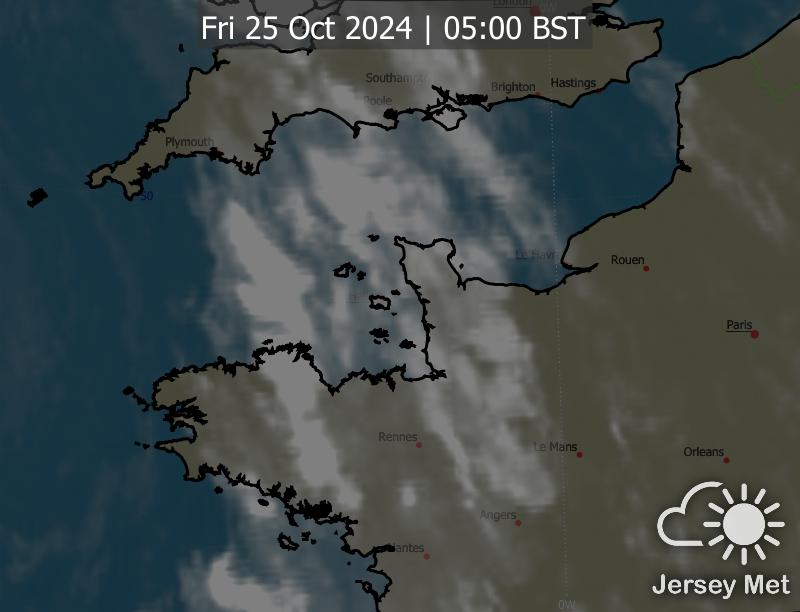 London
0W
Fri 25 Oct 2024 | 05:00 BST
Southampto
Brighton
Hastings
Poole
Plymouth
50
Le Havre
Rouen
Paris
Rennes
Le Mans
Orleans
Angers
Nantes
0W
Jersey Met